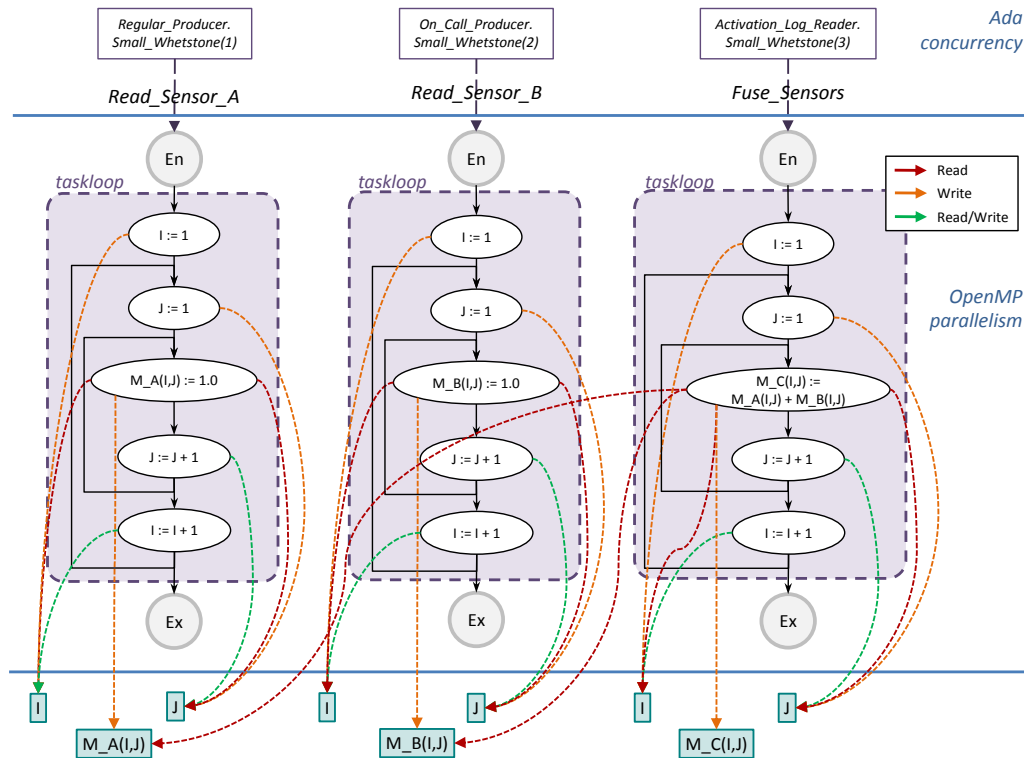 Regular_Producer.
Small_Whetstone(1)
On_Call_Producer.
Small_Whetstone(2)
Activation_Log_Reader.
Small_Whetstone(3)
Ada
concurrency
Read_Sensor_A
Read_Sensor_B
Fuse_Sensors
En
En
En
Read
Write
Read/Write
taskloop
taskloop
taskloop
I := 1
I := 1
I := 1
J := 1
J := 1
J := 1
OpenMP
parallelism
M_A(I,J) := 1.0
M_B(I,J) := 1.0
M_C(I,J) :=
M_A(I,J) + M_B(I,J)
J := J + 1
J := J + 1
J := J + 1
I := I + 1
I := I + 1
I := I + 1
Ex
Ex
Ex
I
J
I
J
I
J
M_A(I,J)
M_B(I,J)
M_C(I,J)